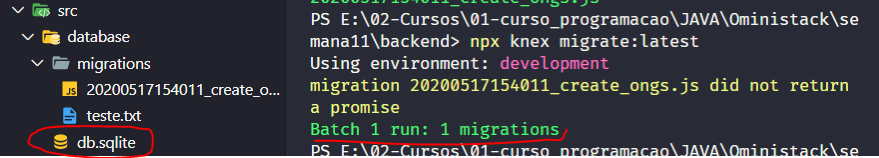 src
database
migrations
JS 20200517154011_create_o...
teste.txt
db.sqlite
PS E:\02-Cursos\01-curso_programacao\JAVA\Oministack\se
mana11\backend> npx knex migrate:latest
Using environment: development
migration 20200517154011_create_ongs.js did not return
a promise
Batch 1 run: 1 migrations
PS E:\02-Cursos\01-curso_programacao\JAVA\Oministack\se